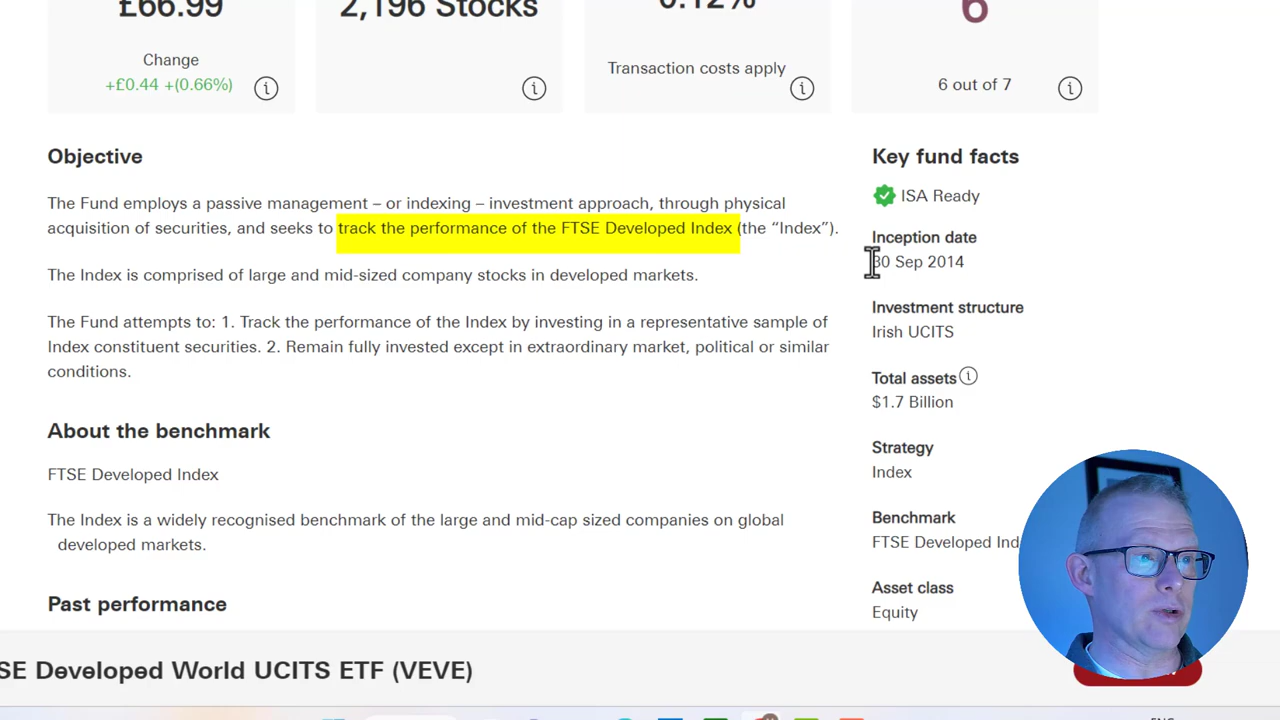 £66.99
2,196 Stocks
0.12%
6
Change
+£0.44 +(0.66%)
Transaction costs apply
6 out of 7
Objective
The Fund employs a passive management – or indexing – investment approach, through physical
acquisition of securities, and seeks to track the performance of the FTSE Developed Index (the “Index”).
The Index is comprised of large and mid-sized company stocks in developed markets.
The Fund attempts to: 1. Track the performance of the Index by investing in a representative sample of
Index constituent securities. 2. Remain fully invested except in extraordinary market, political or similar
conditions.
About the benchmark
FTSE Developed Index
The Index is a widely recognised benchmark of the large and mid-cap sized companies on global
developed markets.
Past performance
Key fund facts
ISA Ready
Inception date
30 Sep 2014
Investment structure
Irish UCITS
Total assets
$1.7 Billion
Strategy
Index
Benchmark
FTSE Developed Ind
Asset class
Equity
SE Developed World UCITS ETF (VEVE)